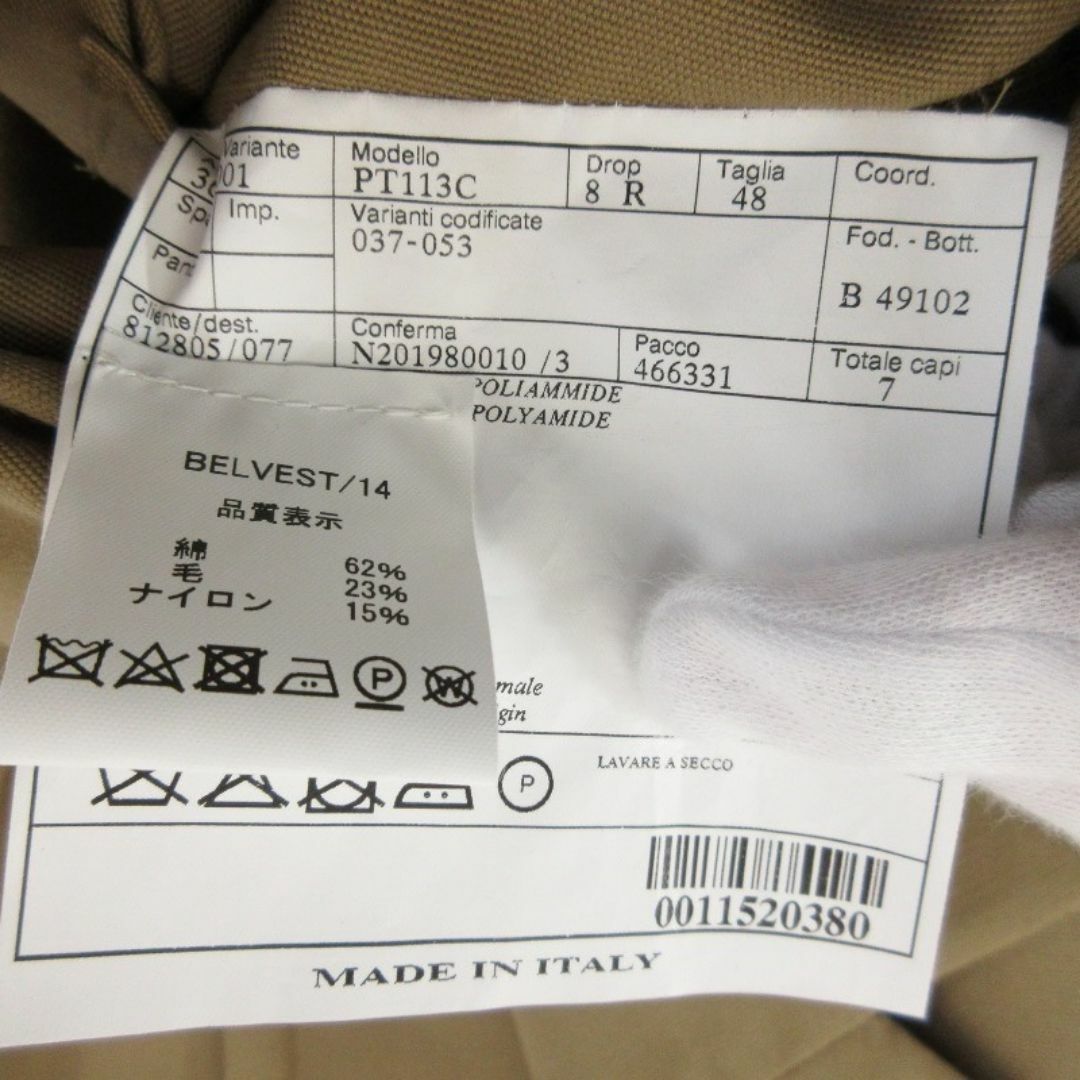 Variante Modello Drop Taglia Coord.
01 PT113C 8 R 48
Imp. Varianti codificate Fod. - Bott.
037-053
B 49102
Cliente/dest. Conferma Pacco Totale capi
812805/077 N201980010 /3 466331 7
POLIAMMIDE
POLYAMIDE
BELVEST/14
品質表示
綿 62%
毛 23%
ナイロン 15%
P W
P LAVARE A SECCO
0011520380
MADE IN ITALY